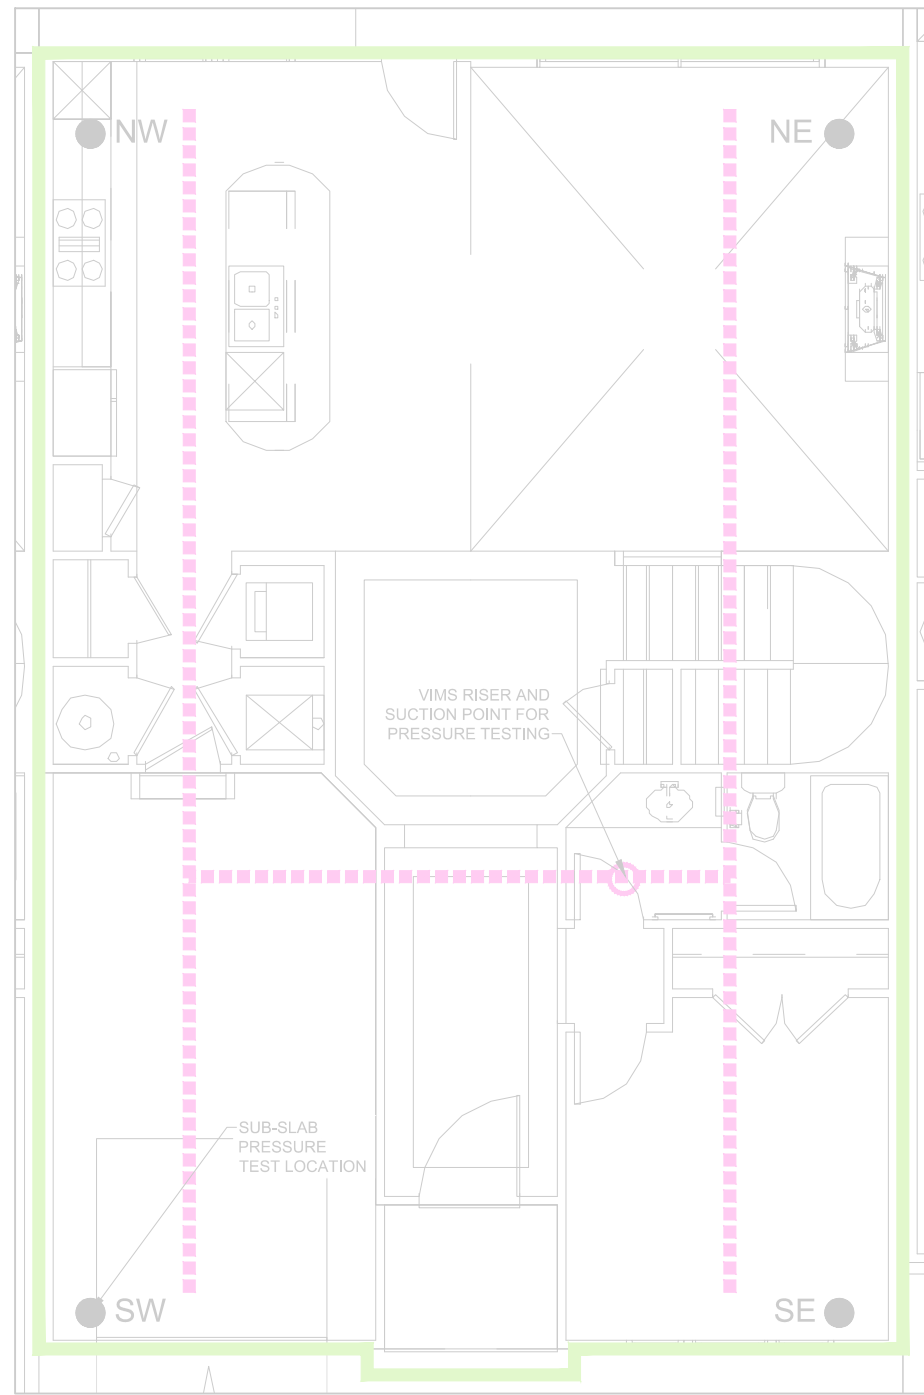 NW
NE
VIMS RISER AND
SUCTION POINT FOR
PRESSURE TESTING
SUB-SLAB
PRESSURE
TEST LOCATION
SW
SE